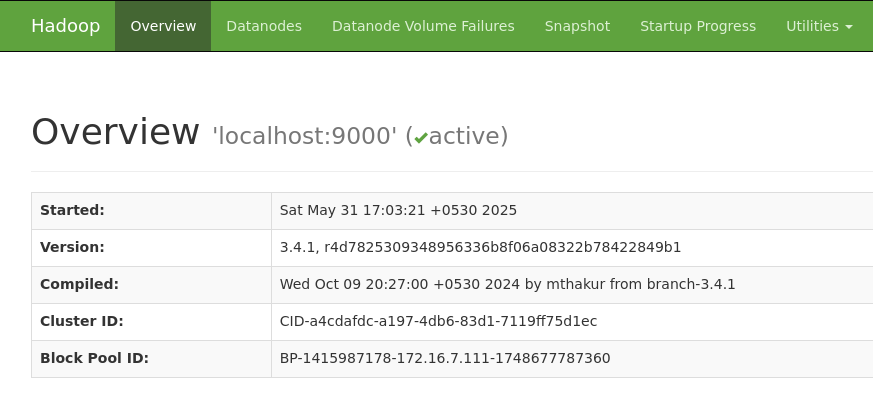 Hadoop Overview Datanodes Datanode Volume Failures Snapshot Startup Progress Utilities
Overview 'localhost:9000' (active)
Started: Sat May 31 17:03:21 +0530 2025
Version: 3.4.1, r4d7825309348956336b8f06a08322b78422849b1
Compiled: Wed Oct 09 20:27:00 +0530 2024 by mthakur from branch-3.4.1
Cluster ID: CID-a4cdafdc-a197-4db6-83d1-7119ff75d1ec
Block Pool ID: BP-1415987178-172.16.7.111-1748677787360